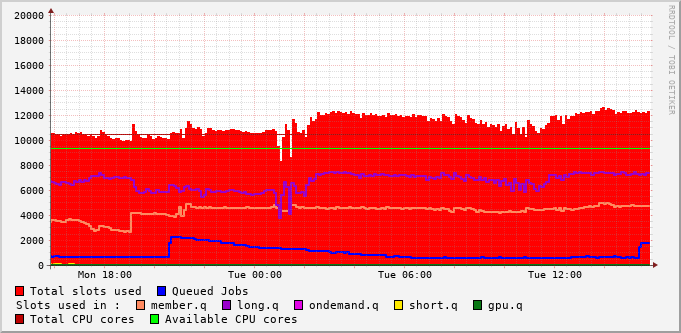 20000
18000
16000
14000
12000
10000
8000
6000
4000
2000
0
Mon 18:00 Tue 00:00 Tue 06:00 Tue 12:00
Total slots used Queued Jobs
Slots used in : member.q long.q ondemand.q short.q gpu.q
Total CPU cores Available CPU cores
RRDTOOL / TOBI OETIKER